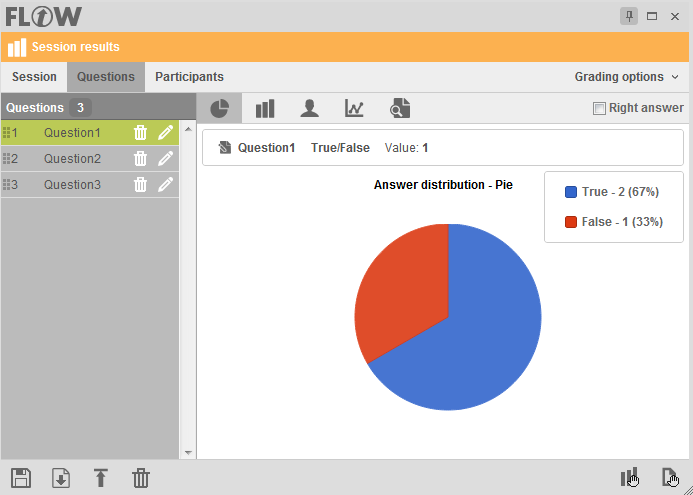 FLOW
Session results
Session Questions Participants Grading options
Questions 3 Right answer
1 Question1
2 Question2
3 Question3
Question1 True/False Value: 1
Answer distribution - Pie
True - 2 (67%)
False - 1 (33%)